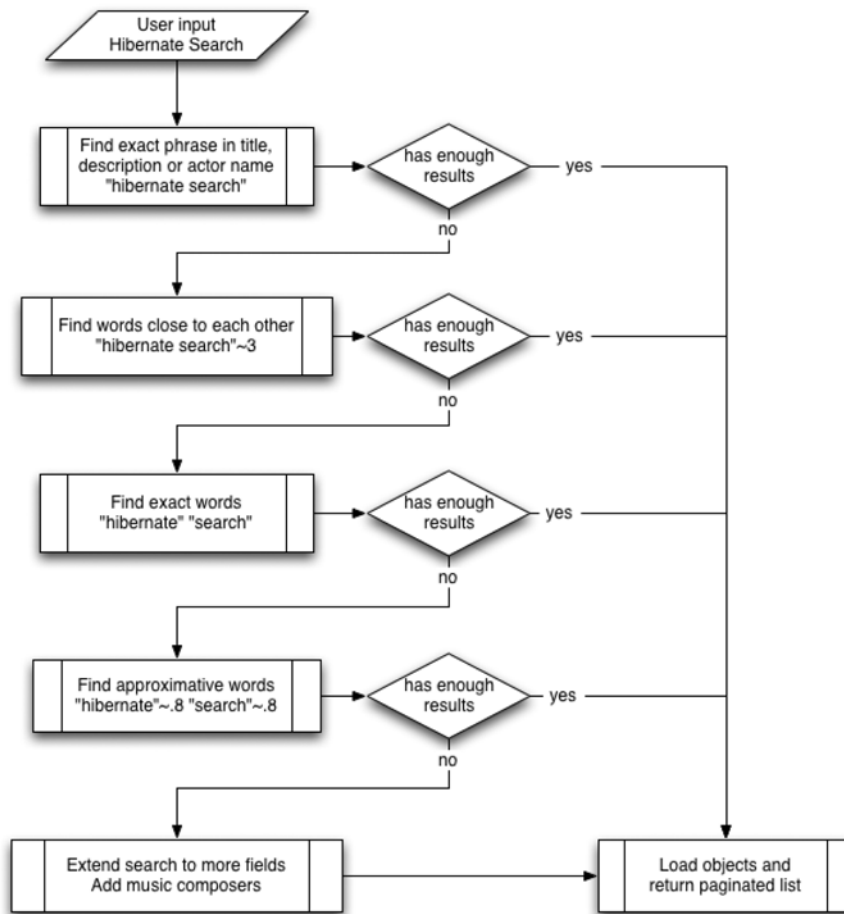 User input
Hibernate Search
Find exact phrase in title,
description or actor name
"hibernate search"
has enough
results
yes
no
Find words close to each other
"hibernate search"~3
has enough
results
yes
no
Find exact words
"hibernate" "search"
has enough
results
yes
no
Find approximative words
"hibernate"~.8 "search"~.8
has enough
results
yes
no
Extend search to more fields
Add music composers
Load objects and
return paginated list